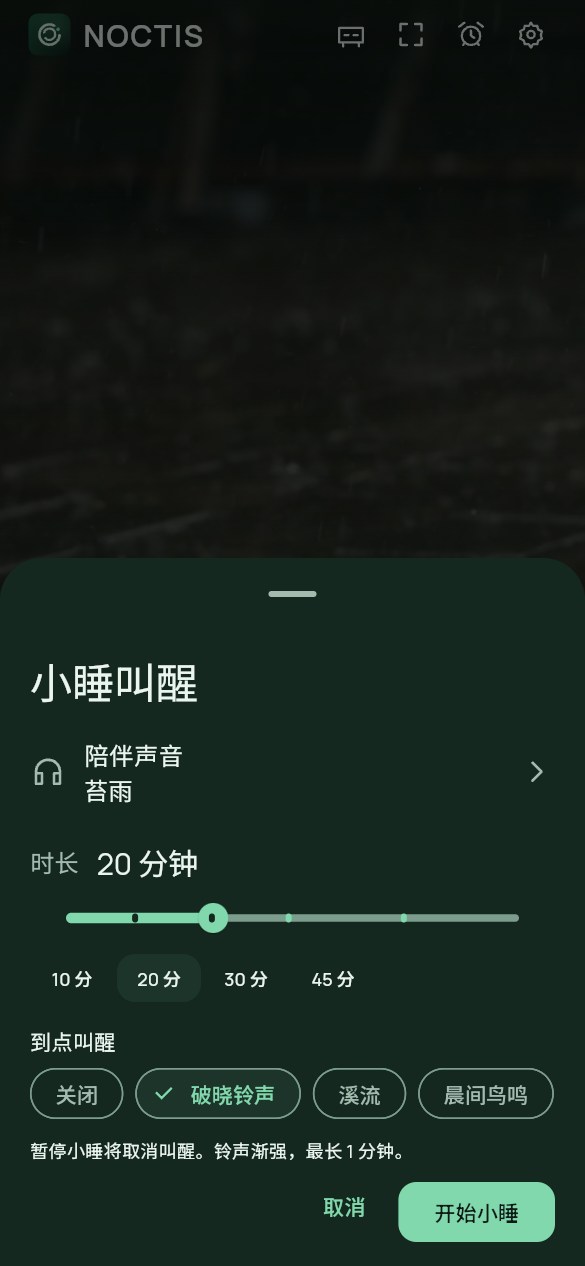 NOCTIS
小睡叫醒
陪伴声音
苔雨
时长 20 分钟
10 分 20 分 30 分 45 分
到点叫醒
关闭 破晓铃声 溪流 晨间鸟鸣
暂停小睡将取消叫醒。铃声渐强，最长 1 分钟。
取消 开始小睡